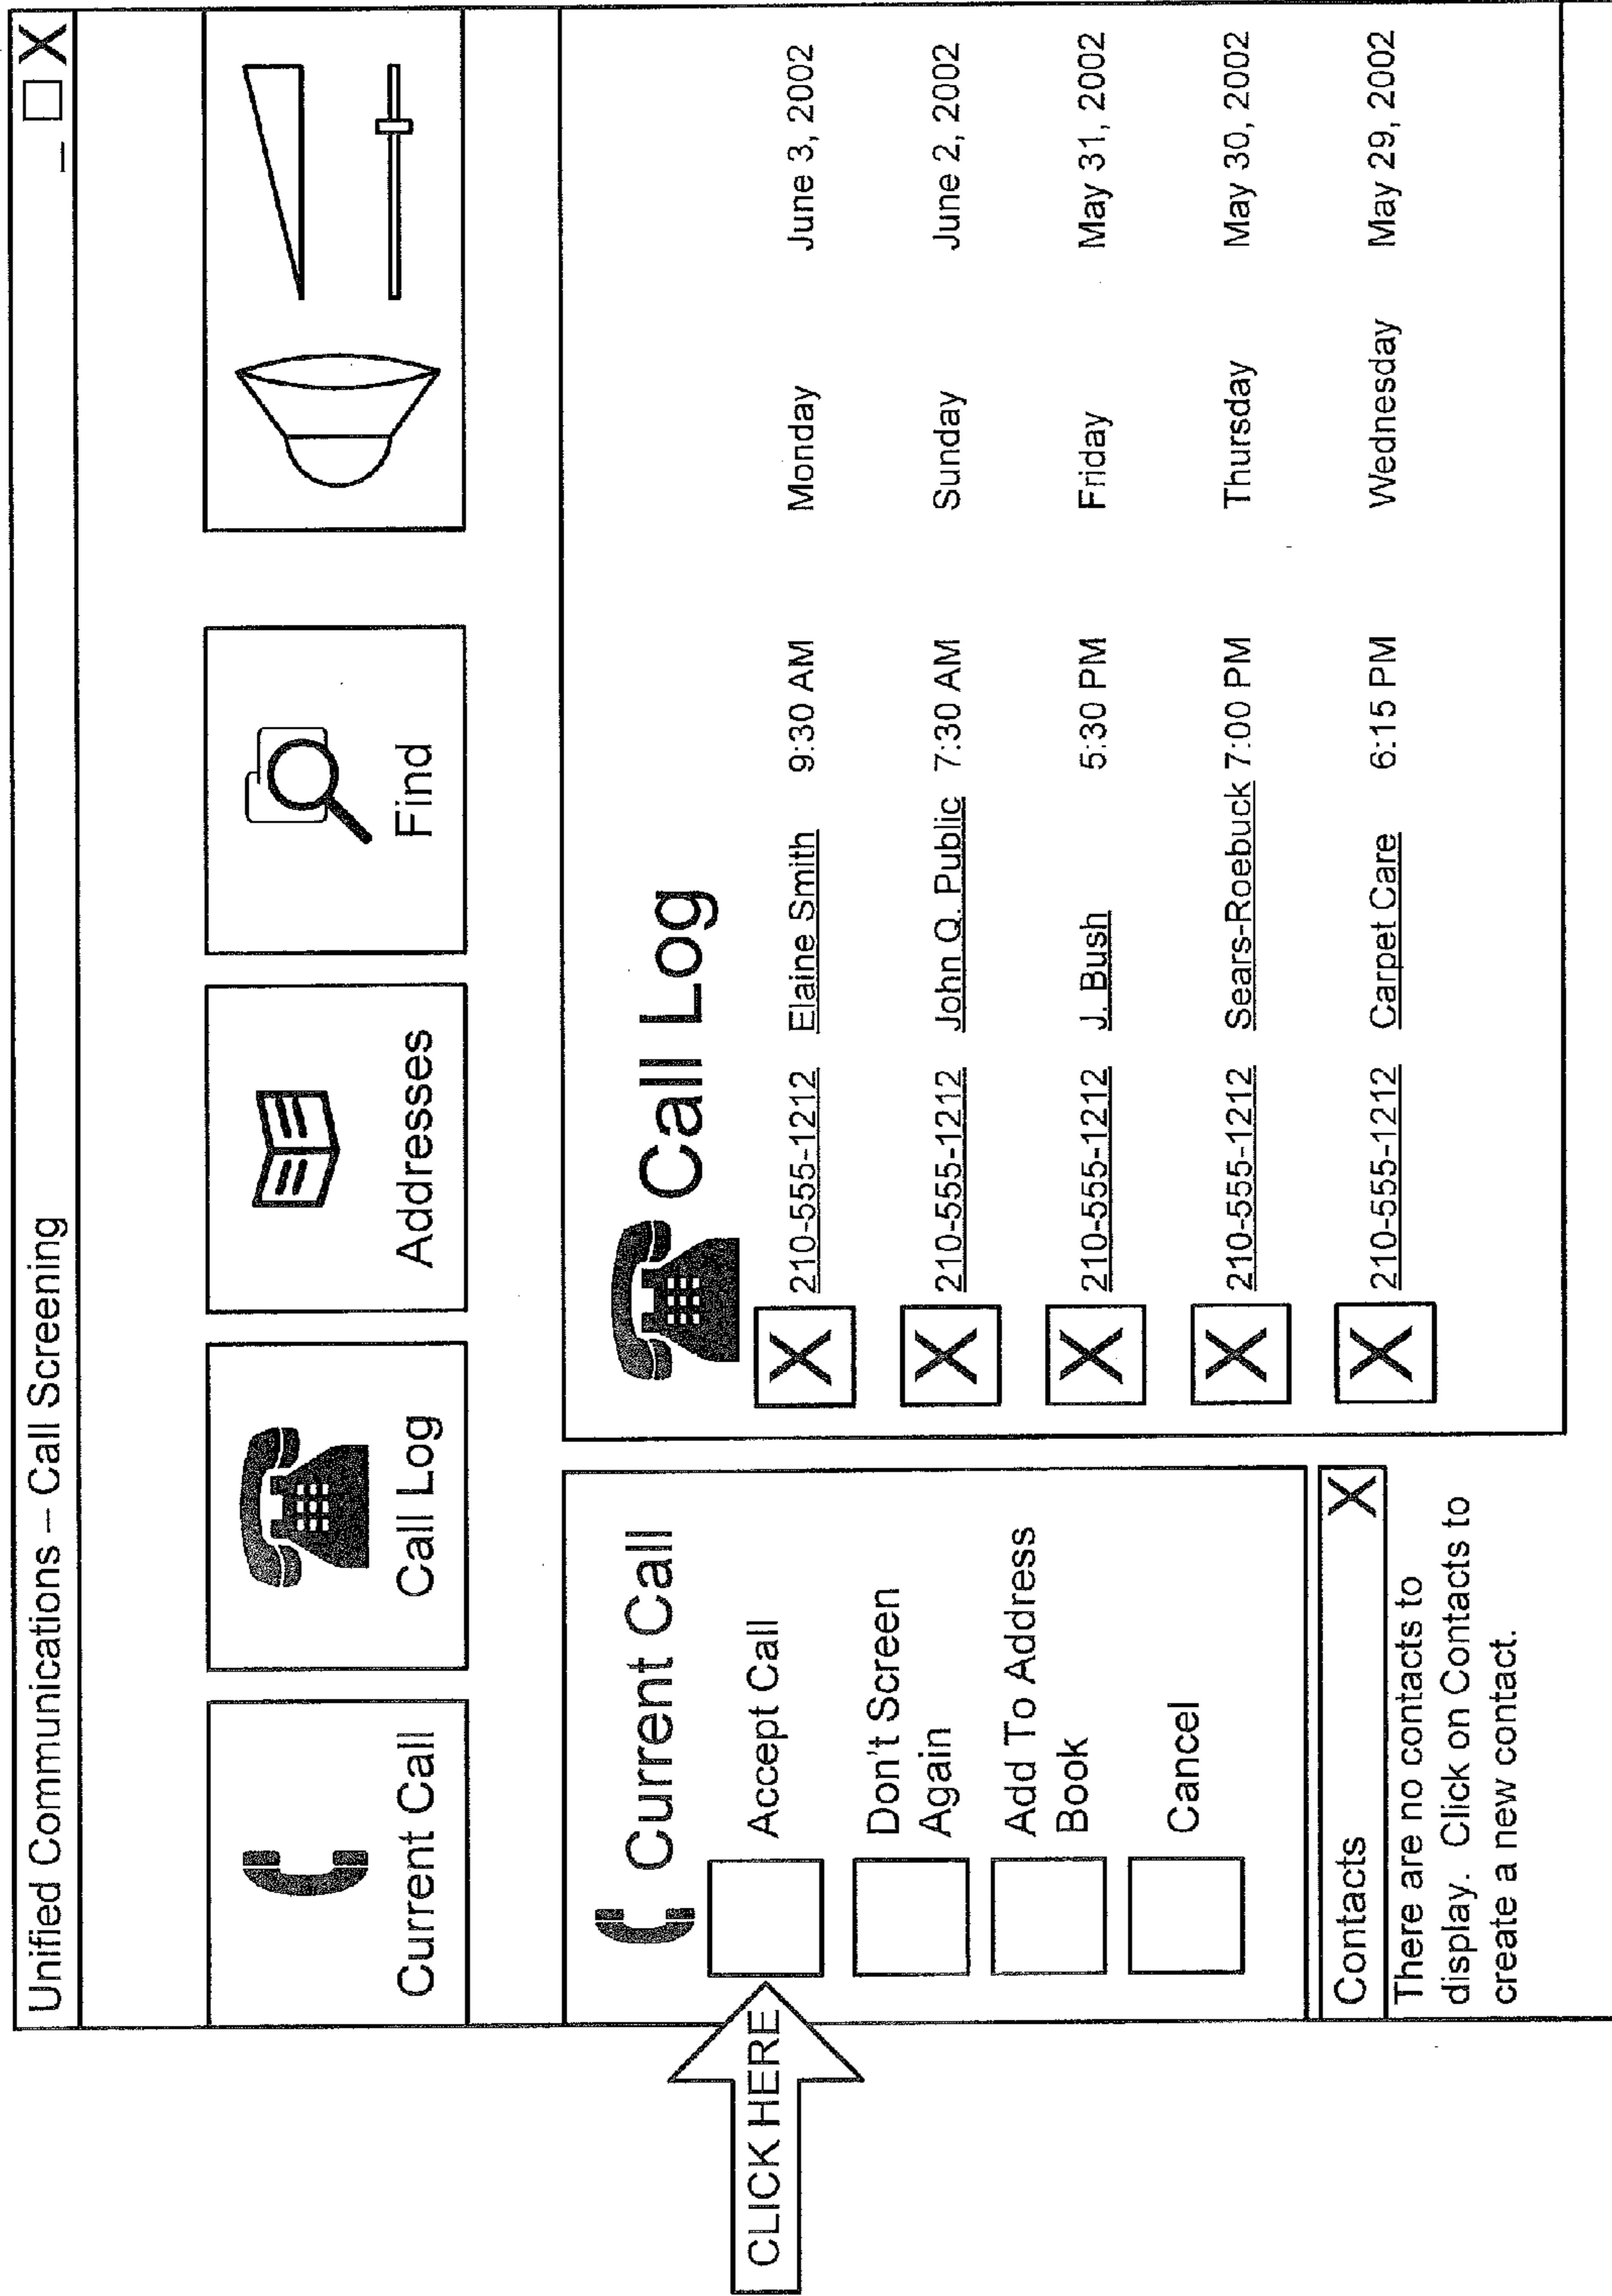 Unified Communications – Call Screening _ □ X
Current Call
Call Log
Addresses
Find
CLICK HERE
Current Call
Accept Call
Don't Screen
Again
Add To Address
Book
Cancel
Contacts X
There are no contacts to
display. Click on Contacts to
create a new contact.
Call Log
X 210-555-1212 Elaine Smith 9:30 AM Monday June 3, 2002
X 210-555-1212 John Q. Public 7:30 AM Sunday June 2, 2002
X 210-555-1212 J. Bush 5:30 PM Friday May 31, 2002
X 210-555-1212 Sears-Roebuck 7:00 PM Thursday May 30, 2002
X 210-555-1212 Carpet Care 6:15 PM Wednesday May 29, 2002